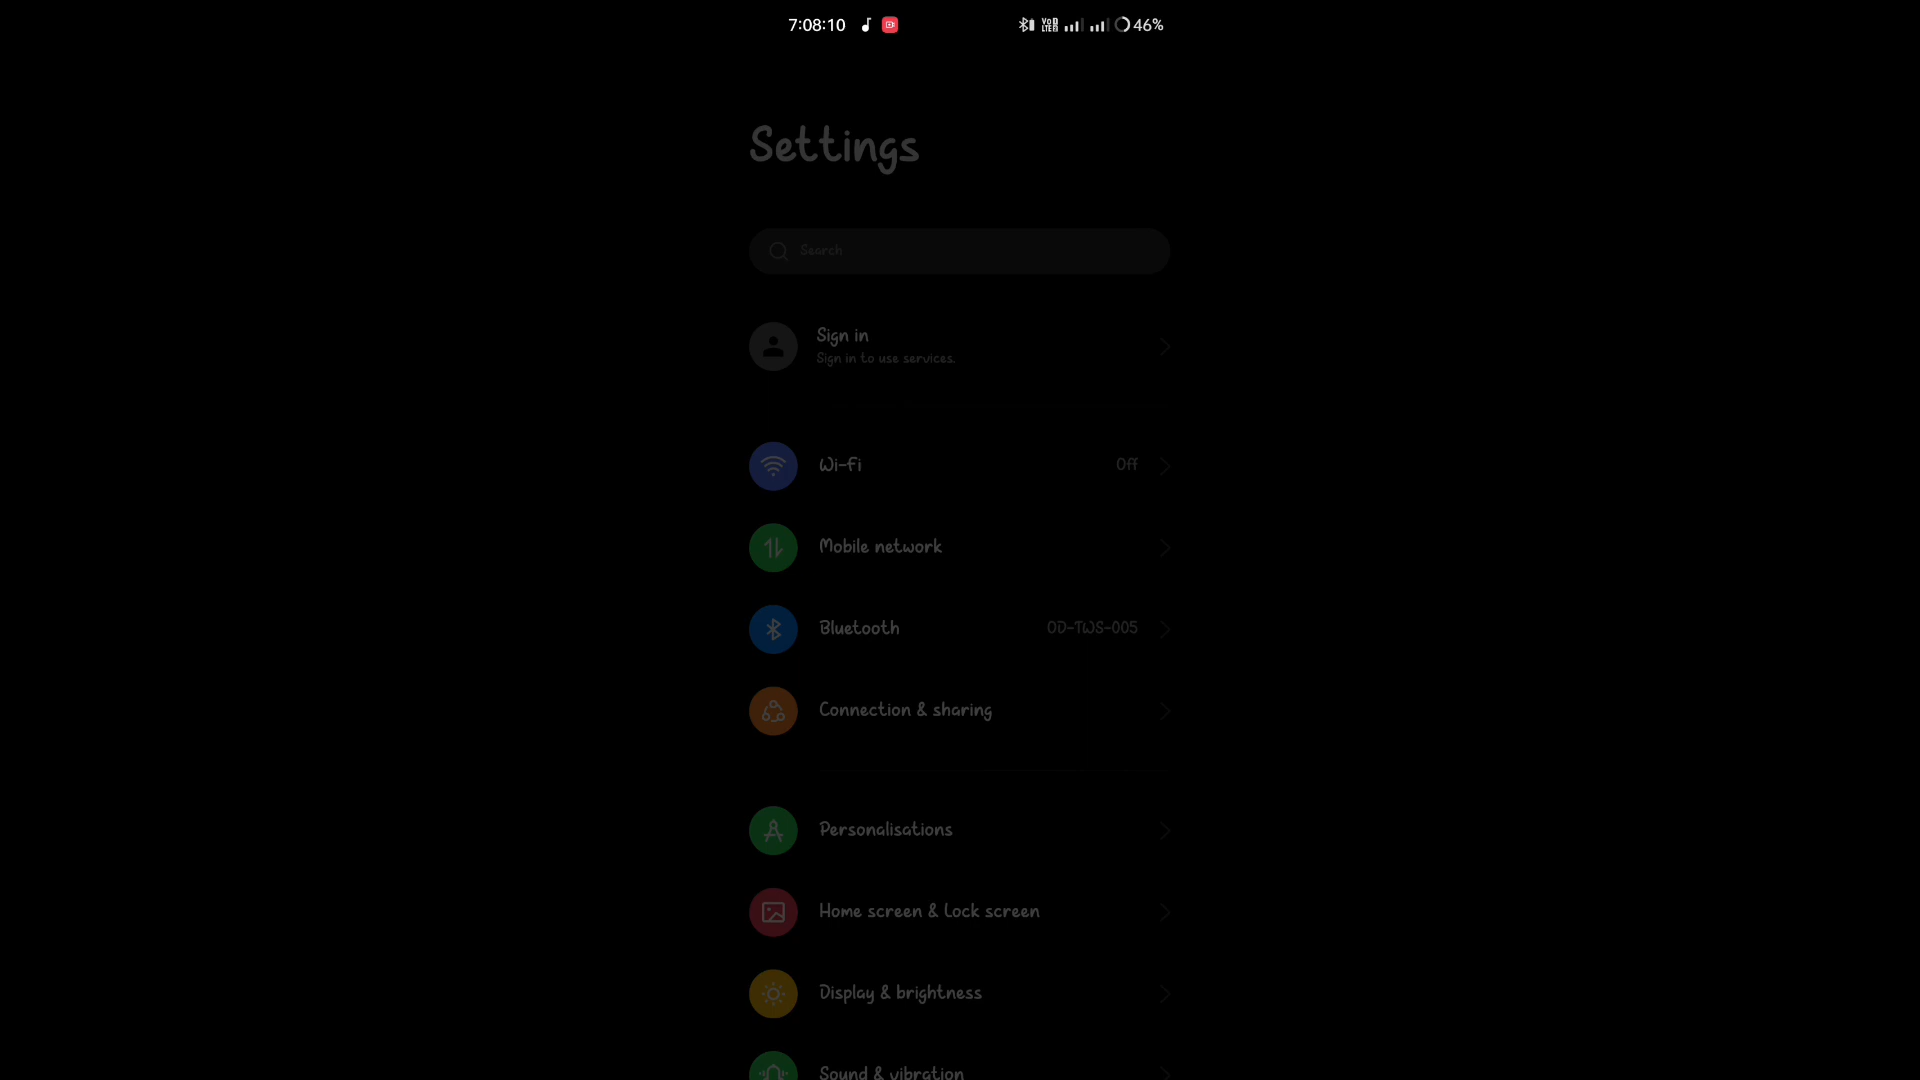 7:08:10 46%
Settings
Search
Sign in
Sign in to use services.
Wi-Fi Off
Mobile network
Bluetooth OD-TWS-005
Connection & sharing
Personalisations
Home screen & Lock screen
Display & brightness
Sound & vibration